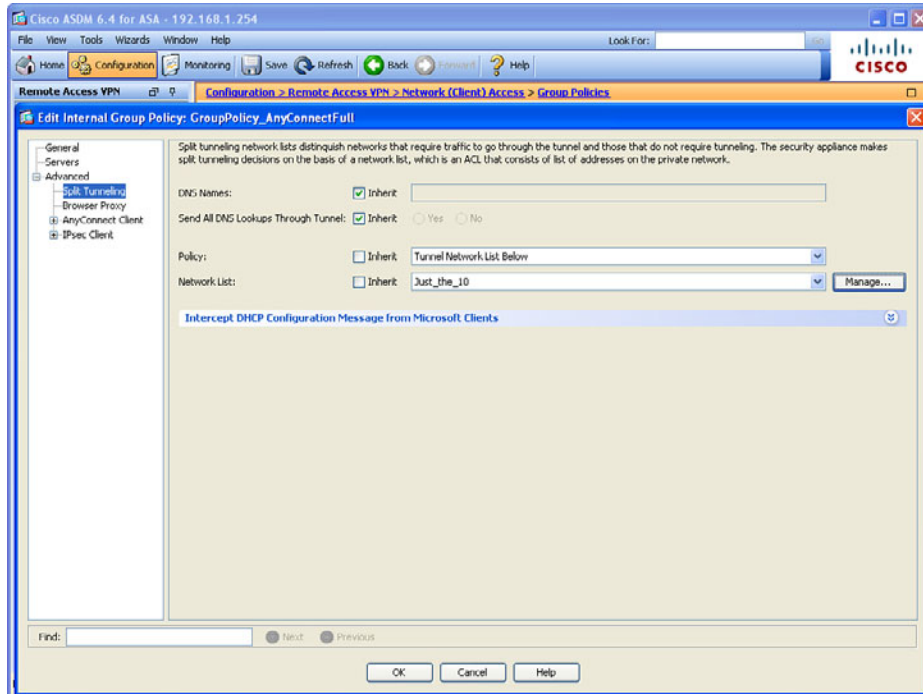 Cisco ASDM 6.4 for ASA - 192.168.1.254
File View Tools Wizards Window Help Look For: Go
Home Configuration Monitoring Save Refresh Back Forward Help
CISCO
Remote Access VPN
Configuration > Remote Access VPN > Network (Client) Access > Group Policies
Edit Internal Group Policy: GroupPolicy_AnyConnectFull
General
Servers
Advanced
Split Tunneling
Browser Proxy
AnyConnect Client
IPsec Client
Split tunneling network lists distinguish networks that require traffic to go through the tunnel and those that do not require tunneling. The security appliance makes
split tunneling decisions on the basis of a network list, which is an ACL that consists of list of addresses on the private network.
DNS Names: Inherit
Send All DNS Lookups Through Tunnel: Inherit Yes No
Policy: Inherit Tunnel Network List Below
Network List: Inherit Just_the_10 Manage...
Intercept DHCP Configuration Message from Microsoft Clients
Find: Next Previous
OK Cancel Help